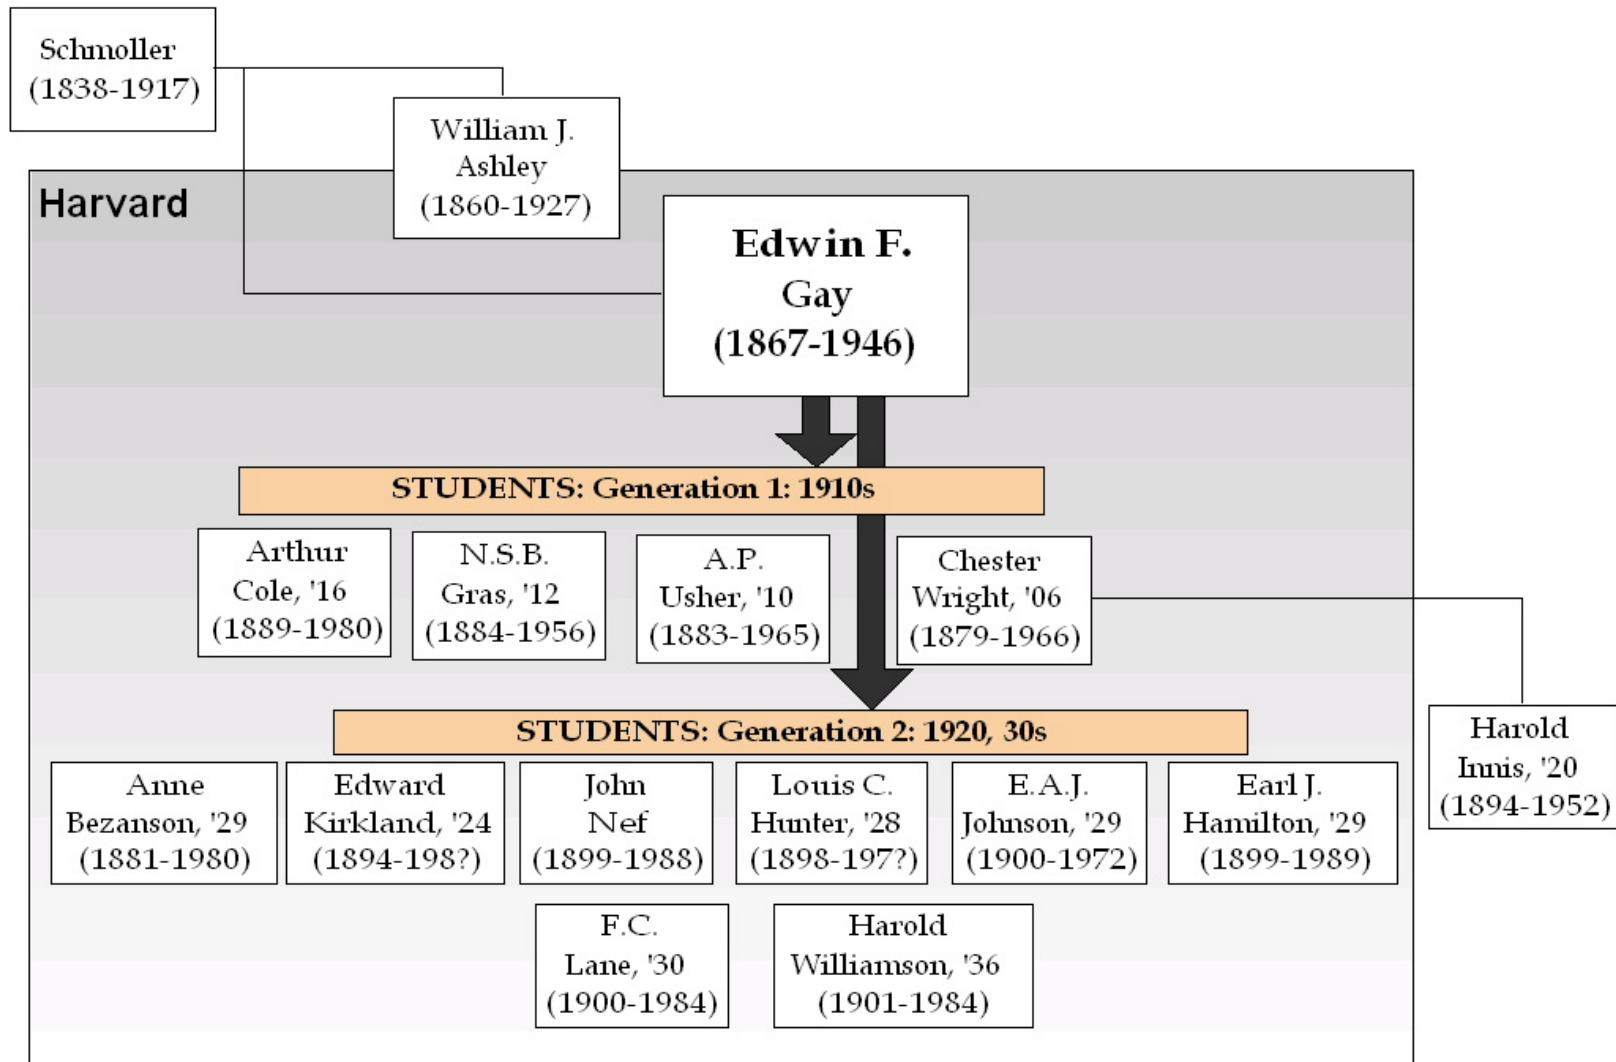 Schmoller
(1838-1917)
William J.
Ashley
(1860-1927)
Harvard
Edwin F.
Gay
(1867-1946)
STUDENTS: Generation 1: 1910s
Arthur
Cole, '16
(1889-1980)
N.S.B.
Gras, '12
(1884-1956)
A.P.
Usher, '10
(1883-1965)
Chester
Wright, '06
(1879-1966)
STUDENTS: Generation 2: 1920, 30s
Harold
Innis, '20
(1894-1952)
Anne
Bezanson, '29
(1881-1980)
Edward
Kirkland, '24
(1894-198?)
John
Nef
(1899-1988)
Louis C.
Hunter, '28
(1898-197?)
E.A.J.
Johnson, '29
(1900-1972)
Earl J.
Hamilton, '29
(1899-1989)
F.C.
Lane, '30
(1900-1984)
Harold
Williamson, '36
(1901-1984)